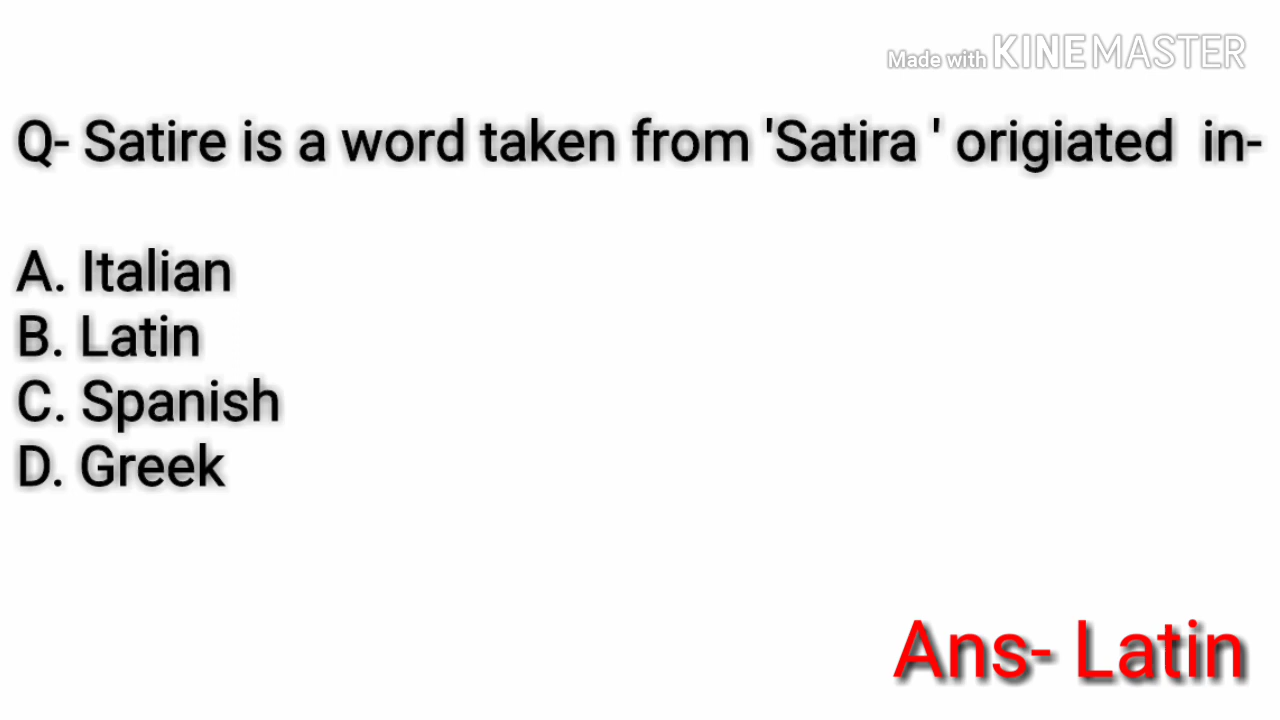 Made with KINEMASTER
Q- Satire is a word taken from 'Satira ' origiated  in-
A. Italian
B. Latin
C. Spanish
D. Greek
Ans- Latin